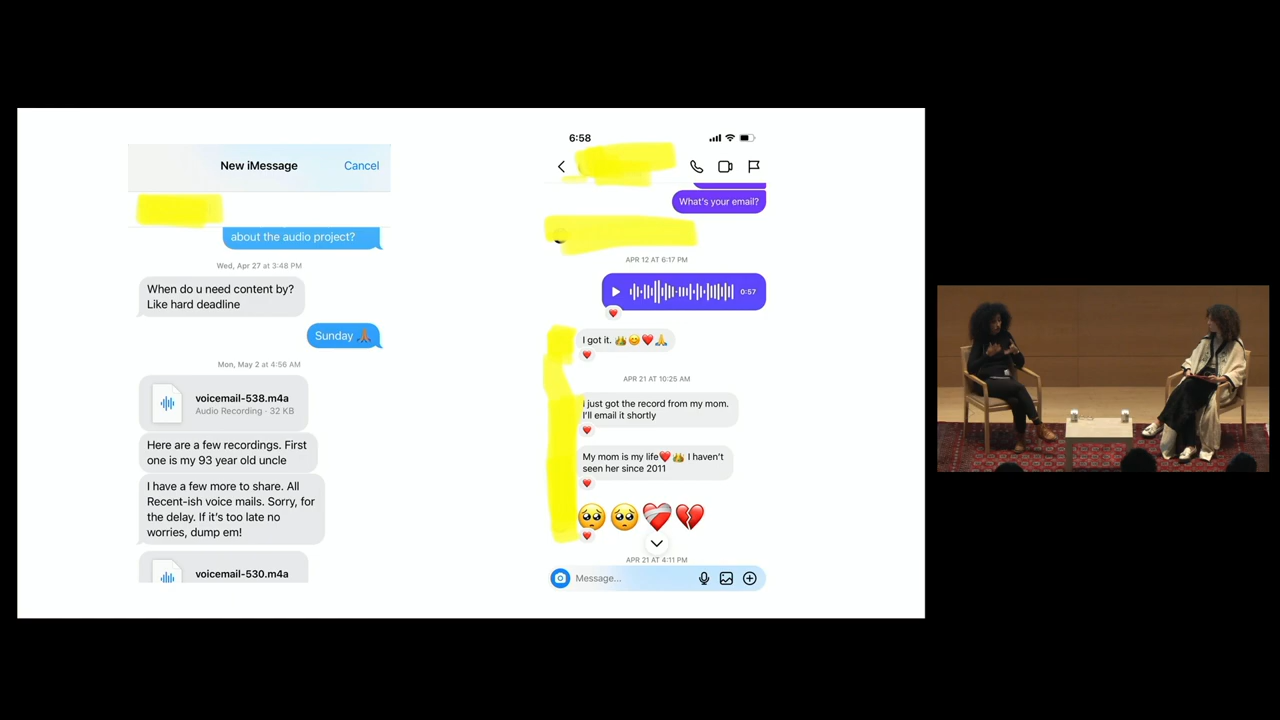 New iMessage
Cancel
about the audio project?
Wed, Apr 27 at 3:48 PM
When do u need content by?
Like hard deadline
Sunday 🙏🏾
Mon, May 2 at 4:56 AM
voicemail-538.m4a
Audio Recording · 32 KB
Here are a few recordings. First
one is my 93 year old uncle
I have a few more to share. All
Recent-ish voice mails. Sorry, for
the delay. If it's too late no
worries, dump em!
voicemail-530.m4a
6:58
What's your email?
APR 12 AT 6:17 PM
0:57
I got it. 👑😊❤️🙏
APR 21 AT 10:25 AM
I just got the record from my mom.
I'll email it shortly
My mom is my life❤️👑 I haven't
seen her since 2011
🥺🥺❤️‍🩹💔
APR 21 AT 4:11 PM
Message...